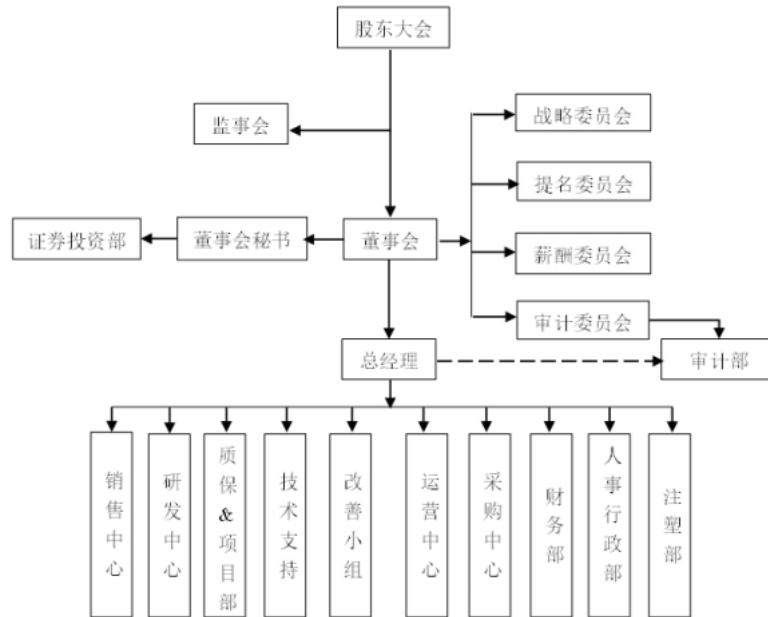 股东大会
监事会
战略委员会
提名委员会
证券投资部
董事会秘书
董事会
薪酬委员会
审计委员会
总经理
审计部
销售中心
研发中心
质保&项目部
技术支持
改善小组
运营中心
采购中心
财务部
人事行政部
注塑部